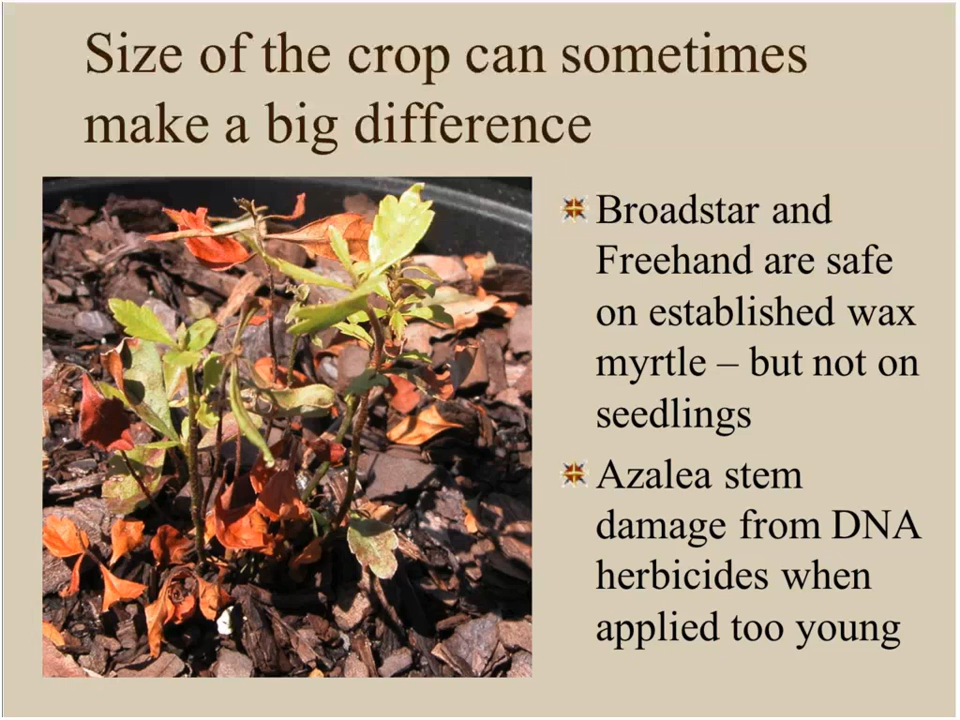 Size of the crop can sometimes
make a big difference
Broadstar and
Freehand are safe
on established wax
myrtle – but not on
seedlings
Azalea stem
damage from DNA
herbicides when
applied too young